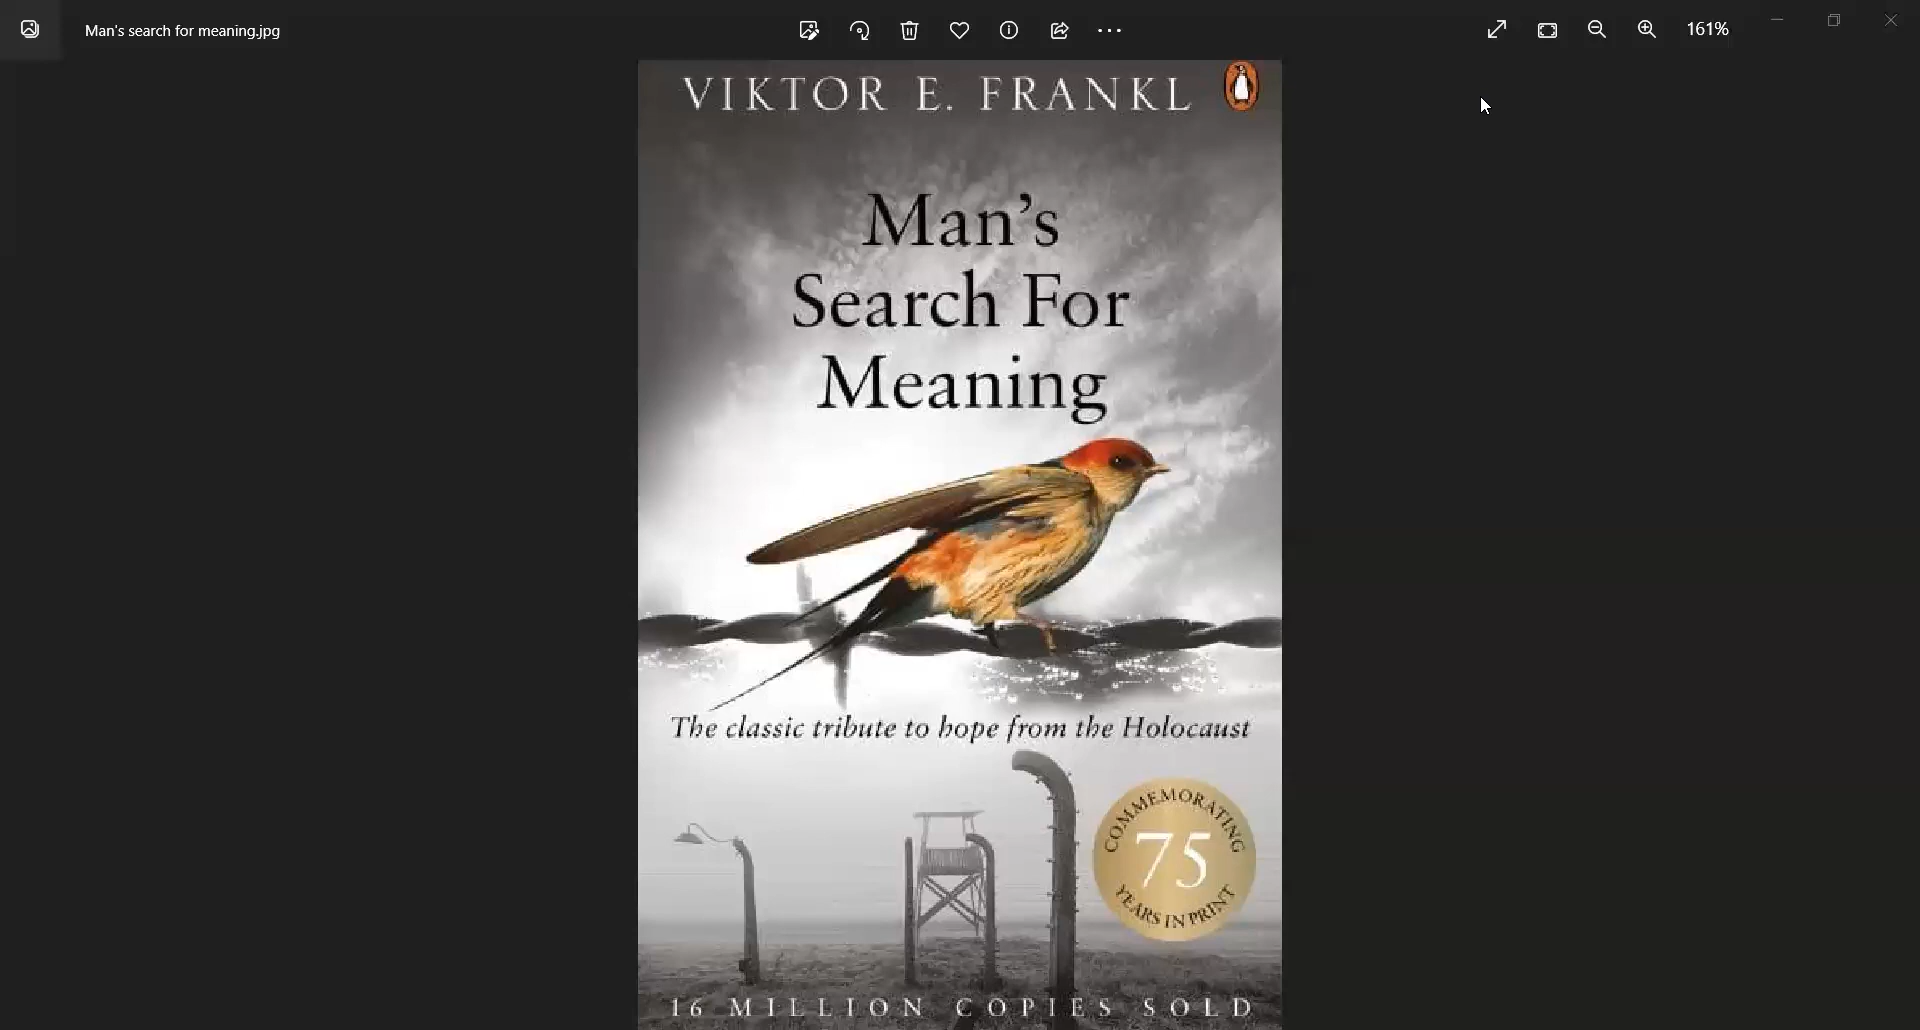 Man's search for meaning.jpg
161%
VIKTOR E. FRANKL
Man's
Search For
Meaning
The classic tribute to hope from the Holocaust
COMMEMORATING
75
YEARS IN PRINT
16 MILLION COPIES SOLD